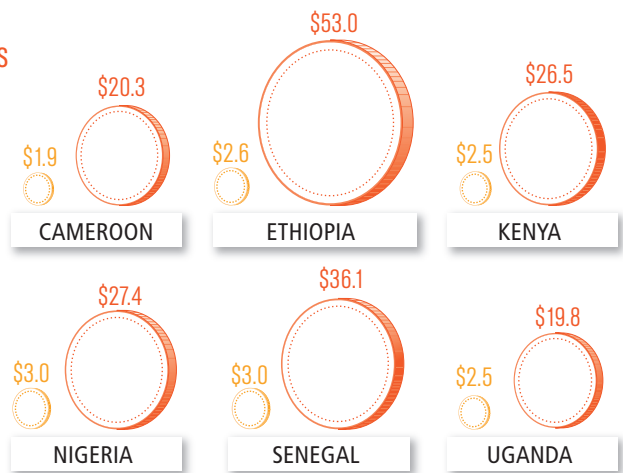 S
$53.0
$20.3
$26.5
$1.9
$2.6
$2.5
CAMEROON
ETHIOPIA
KENYA
$27.4
$36.1
$19.8
$3.0
$3.0
$2.5
NIGERIA
SENEGAL
UGANDA